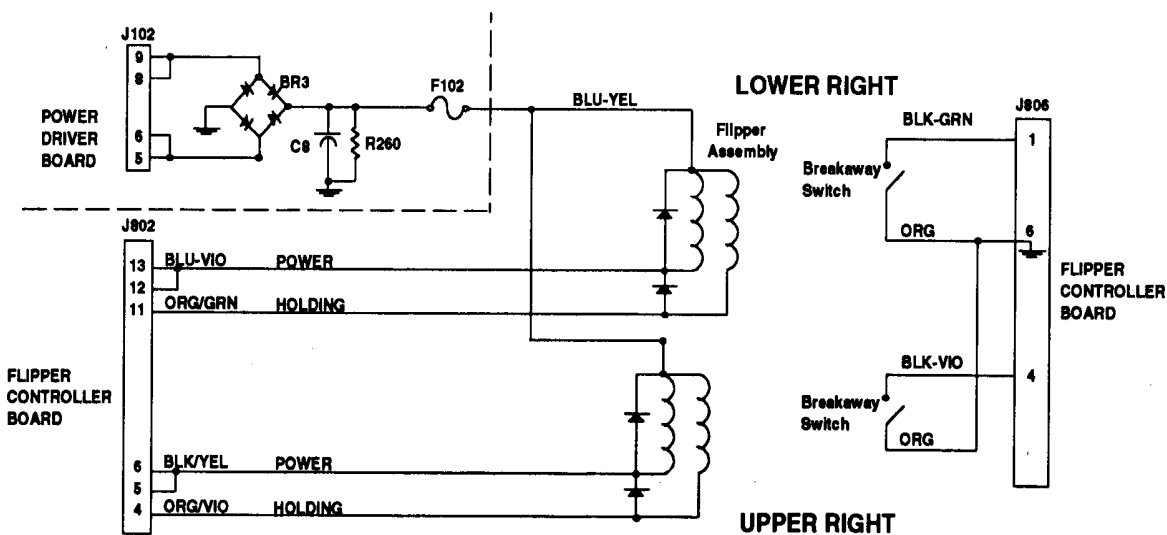 J102
9
8
6
5
POWER
DRIVER
BOARD
BR3
C8
R260
F102
BLU-YEL
LOWER RIGHT
Flipper
Assembly
J802
13
12
11
BLU-VIO
POWER
ORG/GRN
HOLDING
FLIPPER
CONTROLLER
BOARD
6
5
4
BLK/YEL
POWER
ORG/VIO
HOLDING
UPPER RIGHT
J806
BLK-GRN
1
Breakaway
Switch
ORG
6
FLIPPER
CONTROLLER
BOARD
BLK-VIO
4
Breakaway
Switch
ORG